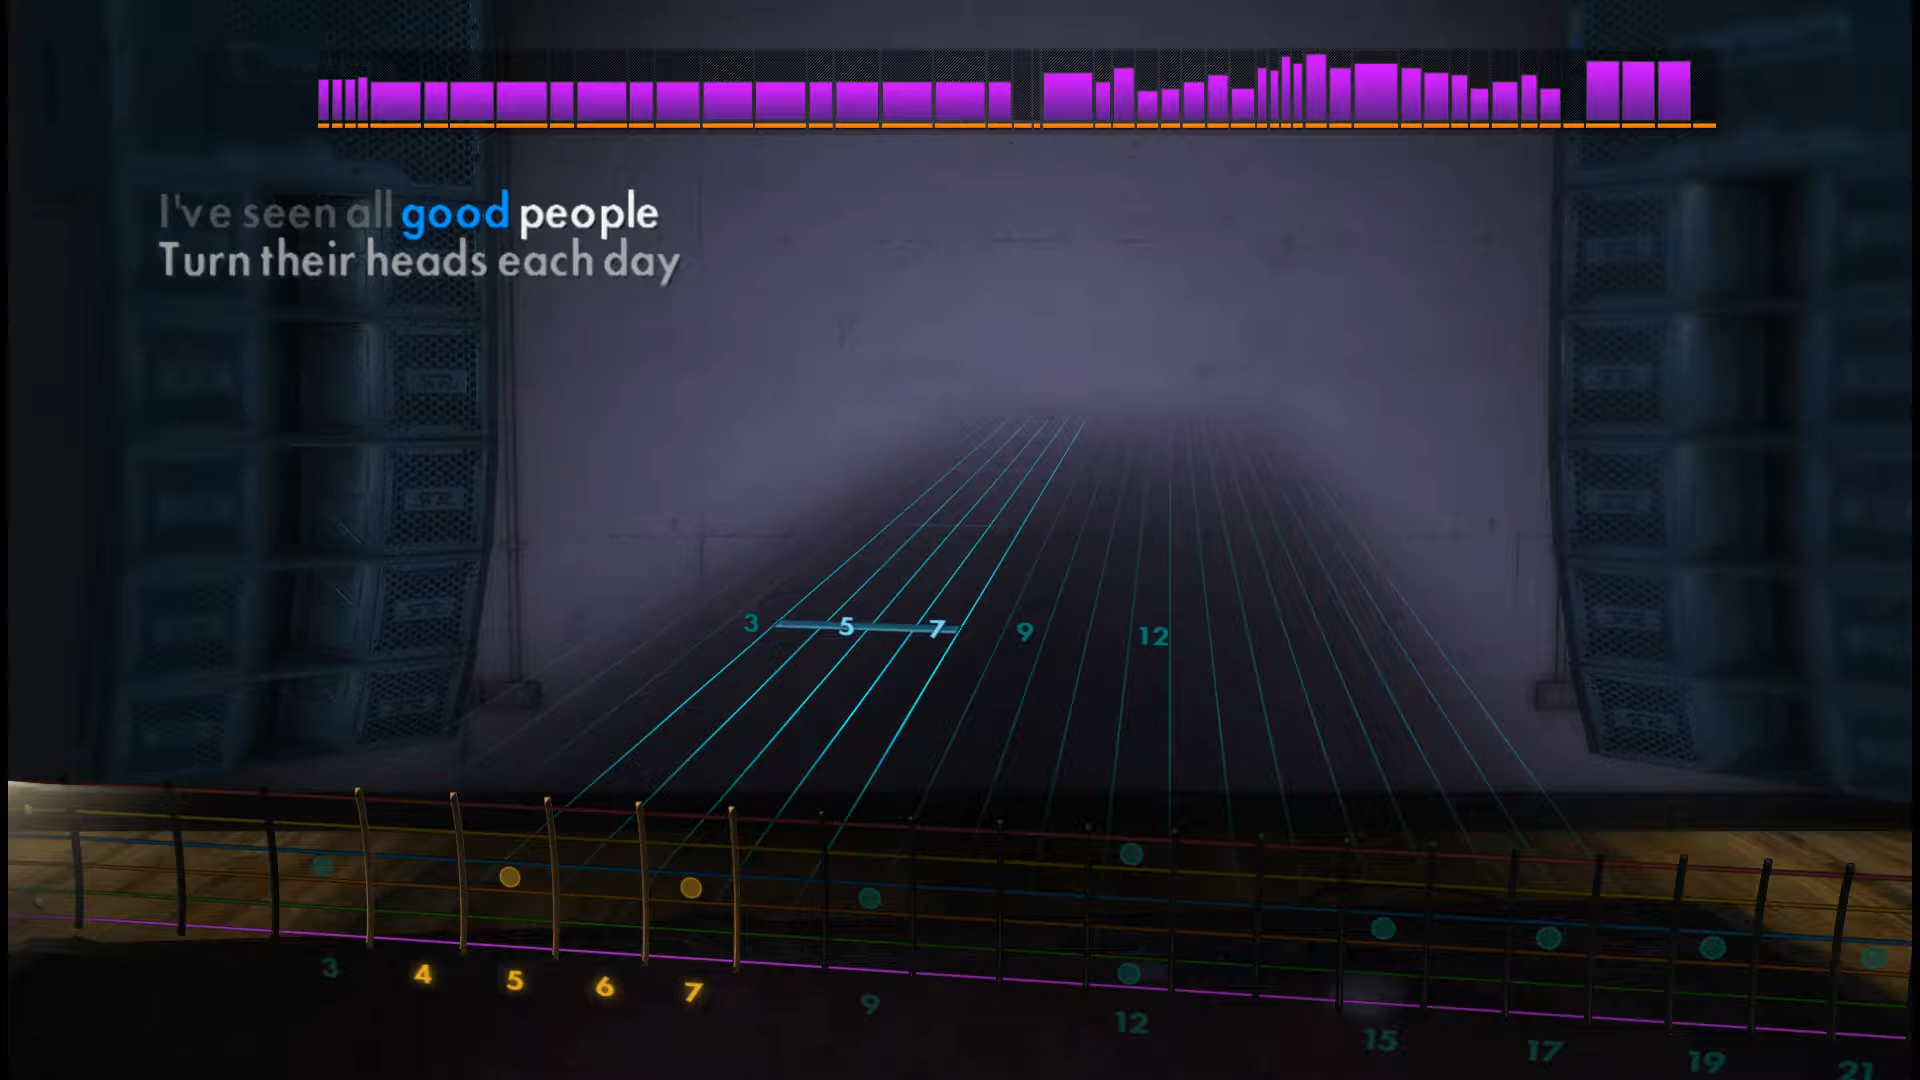 I've seen all good people
Turn their heads each day
3 5 7 9 12
3 4 5 6 7 9 12 15 17 19 21